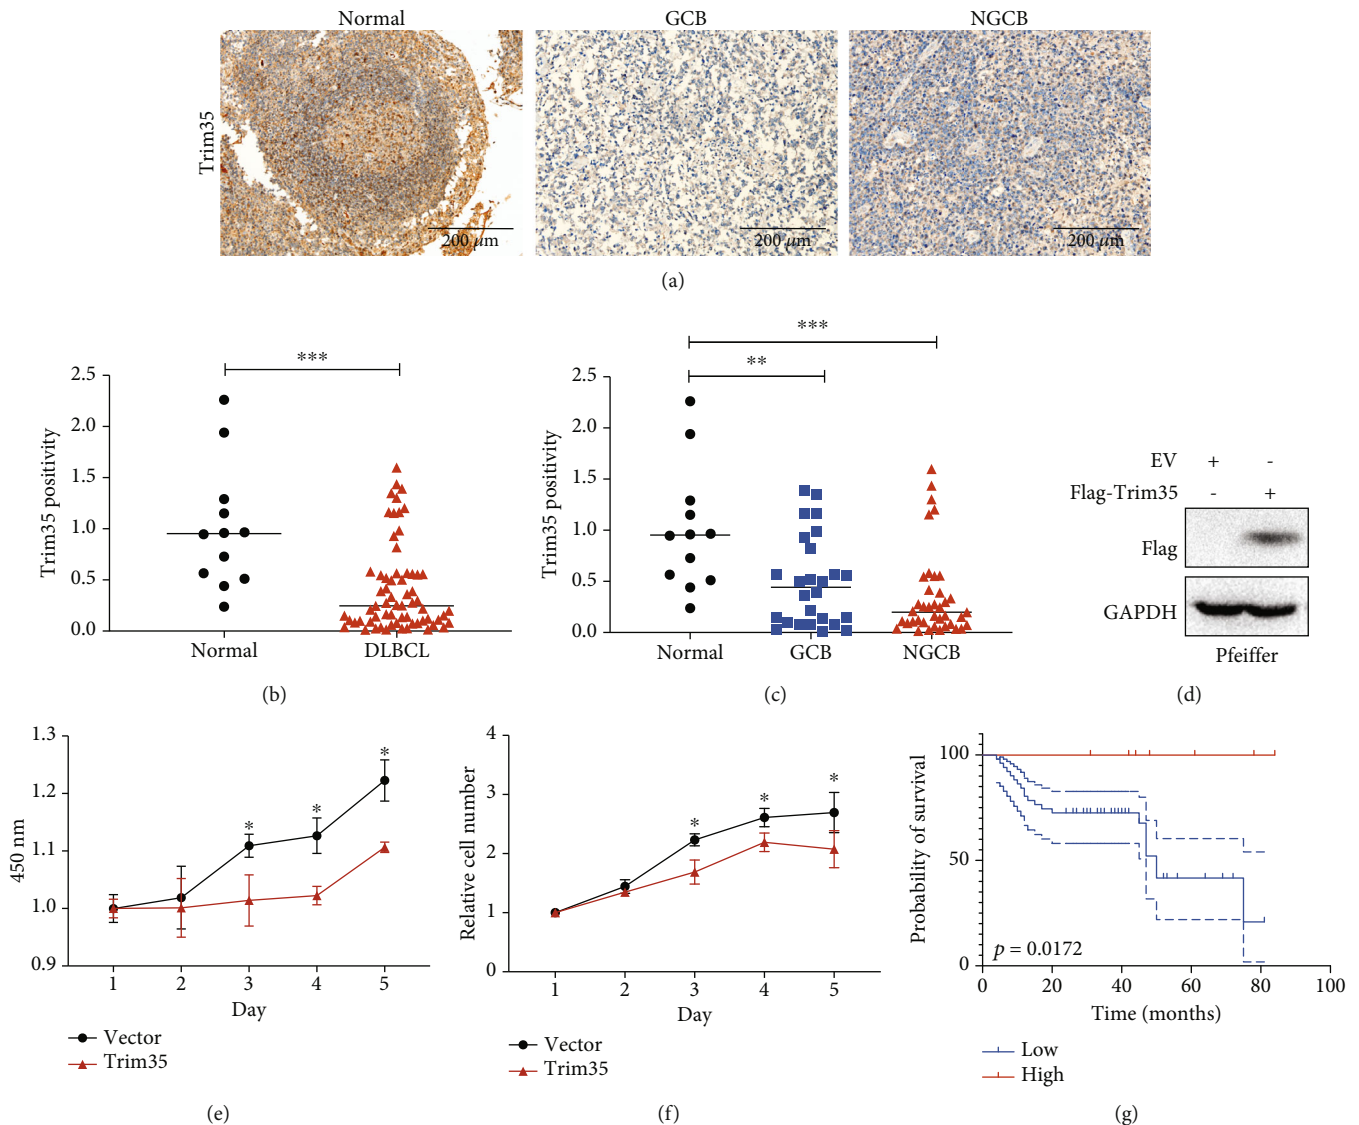 Normal
GCB
NGCB
Trim35
200 μm
200 μm
200 μm
(a)
***
Trim35 positivity
2.5
2.0
1.5
1.0
0.5
0.0
Normal
DLBCL
(b)
***
**
Trim35 positivity
2.5
2.0
1.5
1.0
0.5
0.0
Normal
GCB
NGCB
(c)
EV + -
Flag-Trim35 - +
Flag
GAPDH
Pfeiffer
(d)
450 nm
1.3
1.2
1.1
1.0
0.9
* * *
1 2 3 4 5
Day
Vector
Trim35
(e)
Relative cell number
4
3
2
1
0
* * *
1 2 3 4 5
Day
Vector
Trim35
(f)
Probability of survival
100
50
0
p = 0.0172
0 20 40 60 80 100
Time (months)
Low
High
(g)